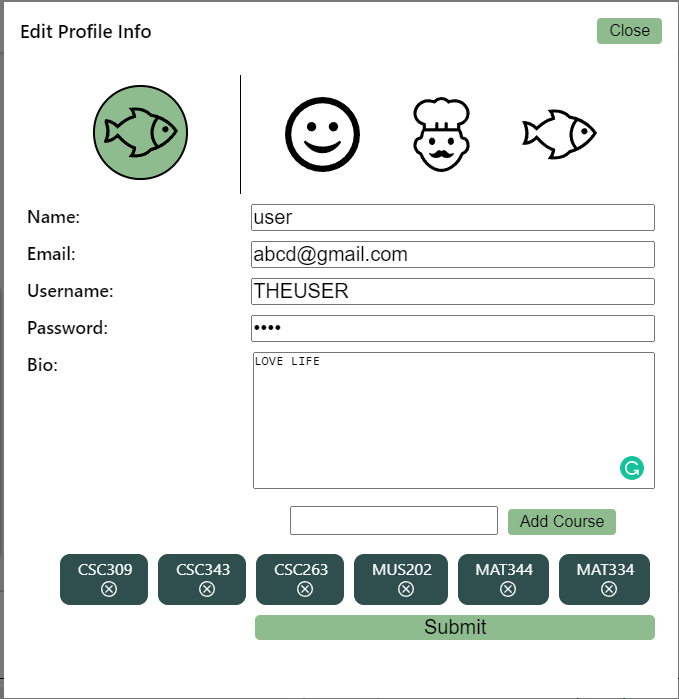 Edit Profile Info Close
Name: user
Email: abcd@gmail.com
Username: THEUSER
Password: ••••
Bio: LOVE LIFE
Add Course
CSC309 CSC343 CSC263 MUS202 MAT344 MAT334
Submit